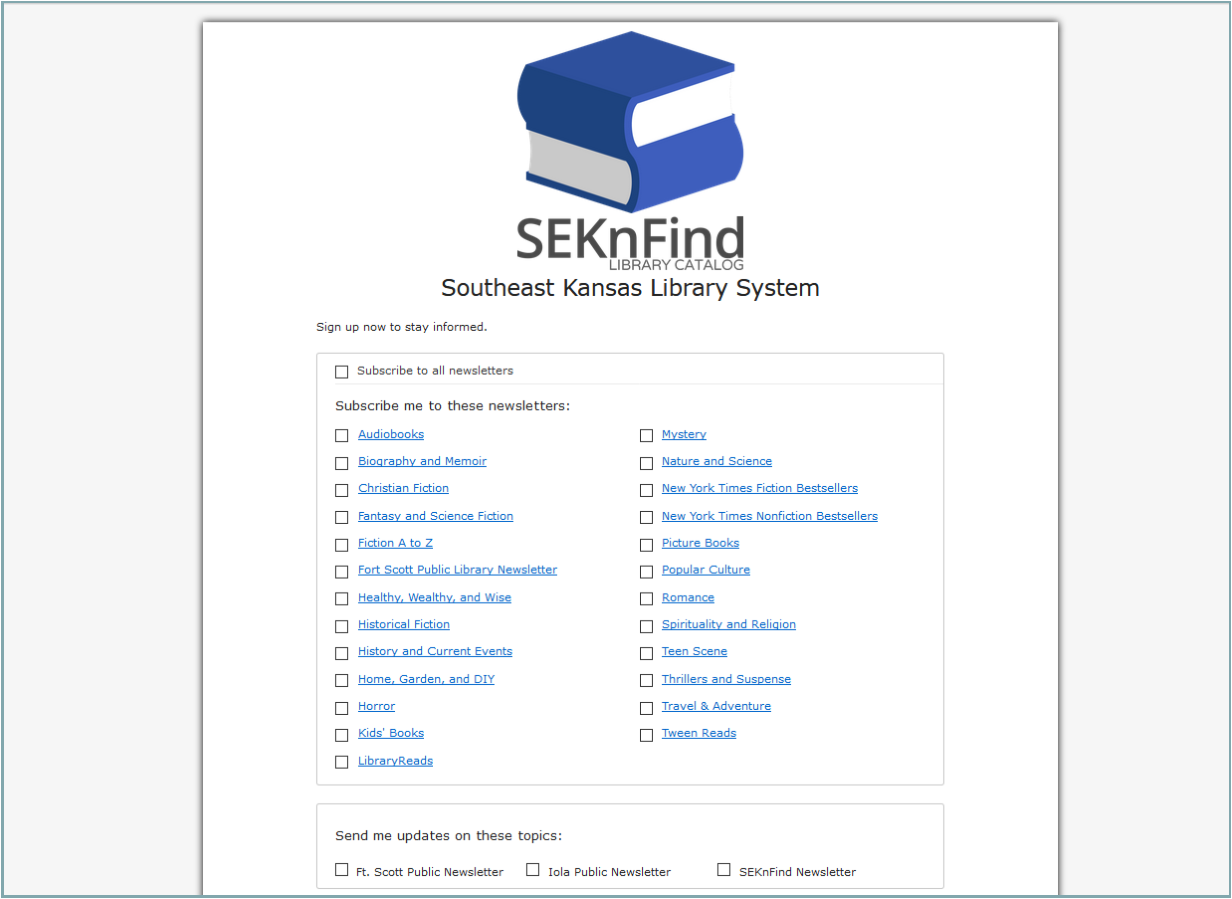 SEKnFind
LIBRARY CATALOG
Southeast Kansas Library System
Sign up now to stay informed.
Subscribe to all newsletters
Subscribe me to these newsletters:
Audiobooks
Biography and Memoir
Christian Fiction
Fantasy and Science Fiction
Fiction A to Z
Fort Scott Public Library Newsletter
Healthy, Wealthy, and Wise
Historical Fiction
History and Current Events
Home, Garden, and DIY
Horror
Kids' Books
LibraryReads
Mystery
Nature and Science
New York Times Fiction Bestsellers
New York Times Nonfiction Bestsellers
Picture Books
Popular Culture
Romance
Spirituality and Religion
Teen Scene
Thrillers and Suspense
Travel & Adventure
Tween Reads
Send me updates on these topics:
Ft. Scott Public Newsletter Iola Public Newsletter SEKnFind Newsletter